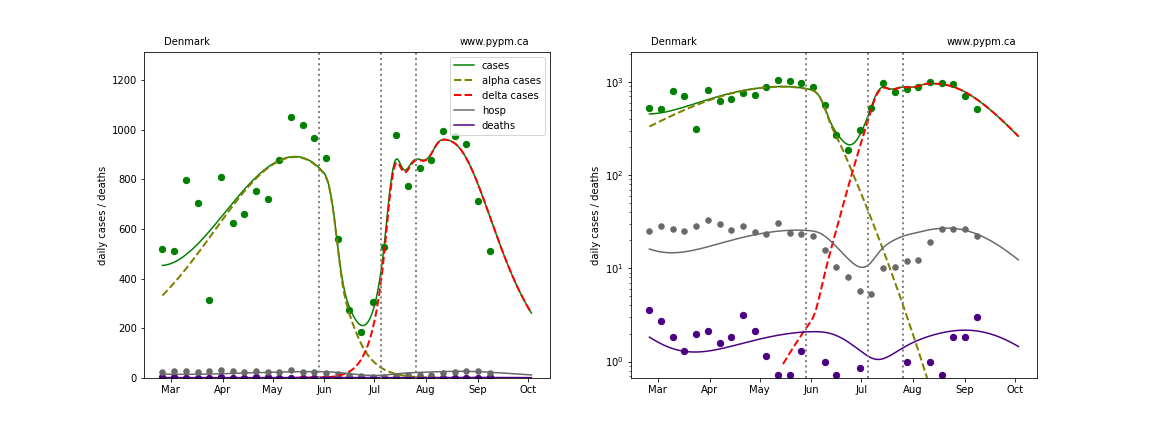 Denmark www.pypm.ca
daily cases / deaths
1200
1000
800
600
400
200
0
Mar Apr May Jun Jul Aug Sep Oct
cases
alpha cases
delta cases
hosp
deaths
Denmark www.pypm.ca
daily cases / deaths
10³
10²
10¹
10⁰
Mar Apr May Jun Jul Aug Sep Oct